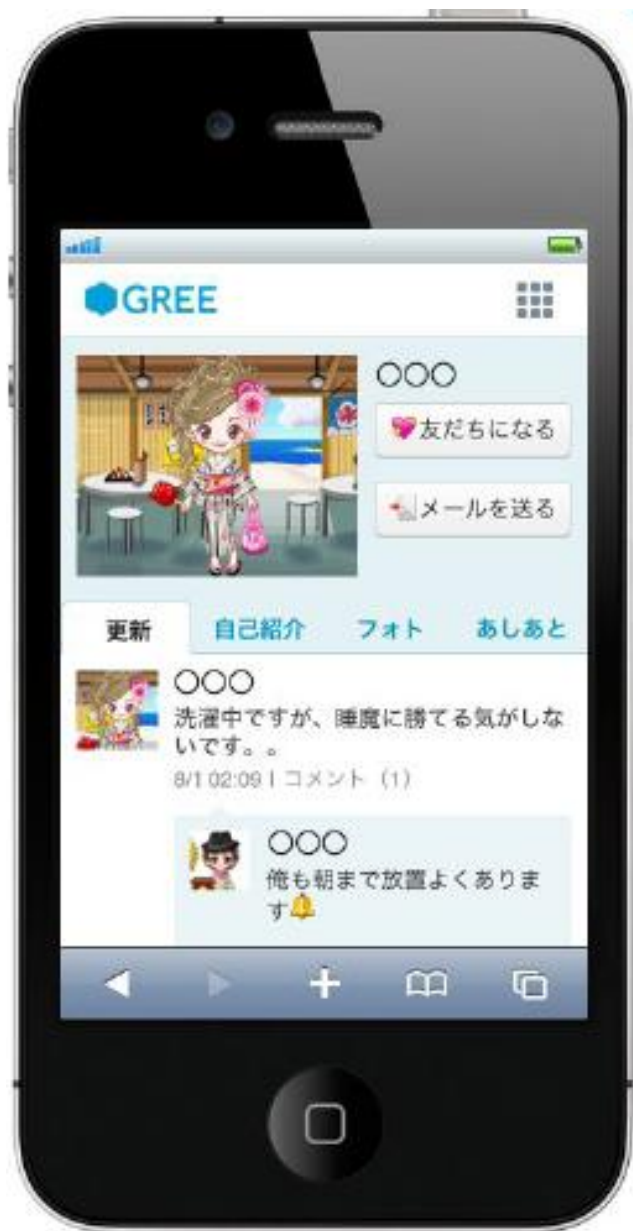 GREE
〇〇〇
友だちになる
メールを送る
更新 自己紹介 フォト あしあと
〇〇〇
洗濯中ですが、睡魔に勝てる気がしな
いです。。
8/1 02:09 | コメント（1）
〇〇〇
俺も朝まで放置よくありま
す